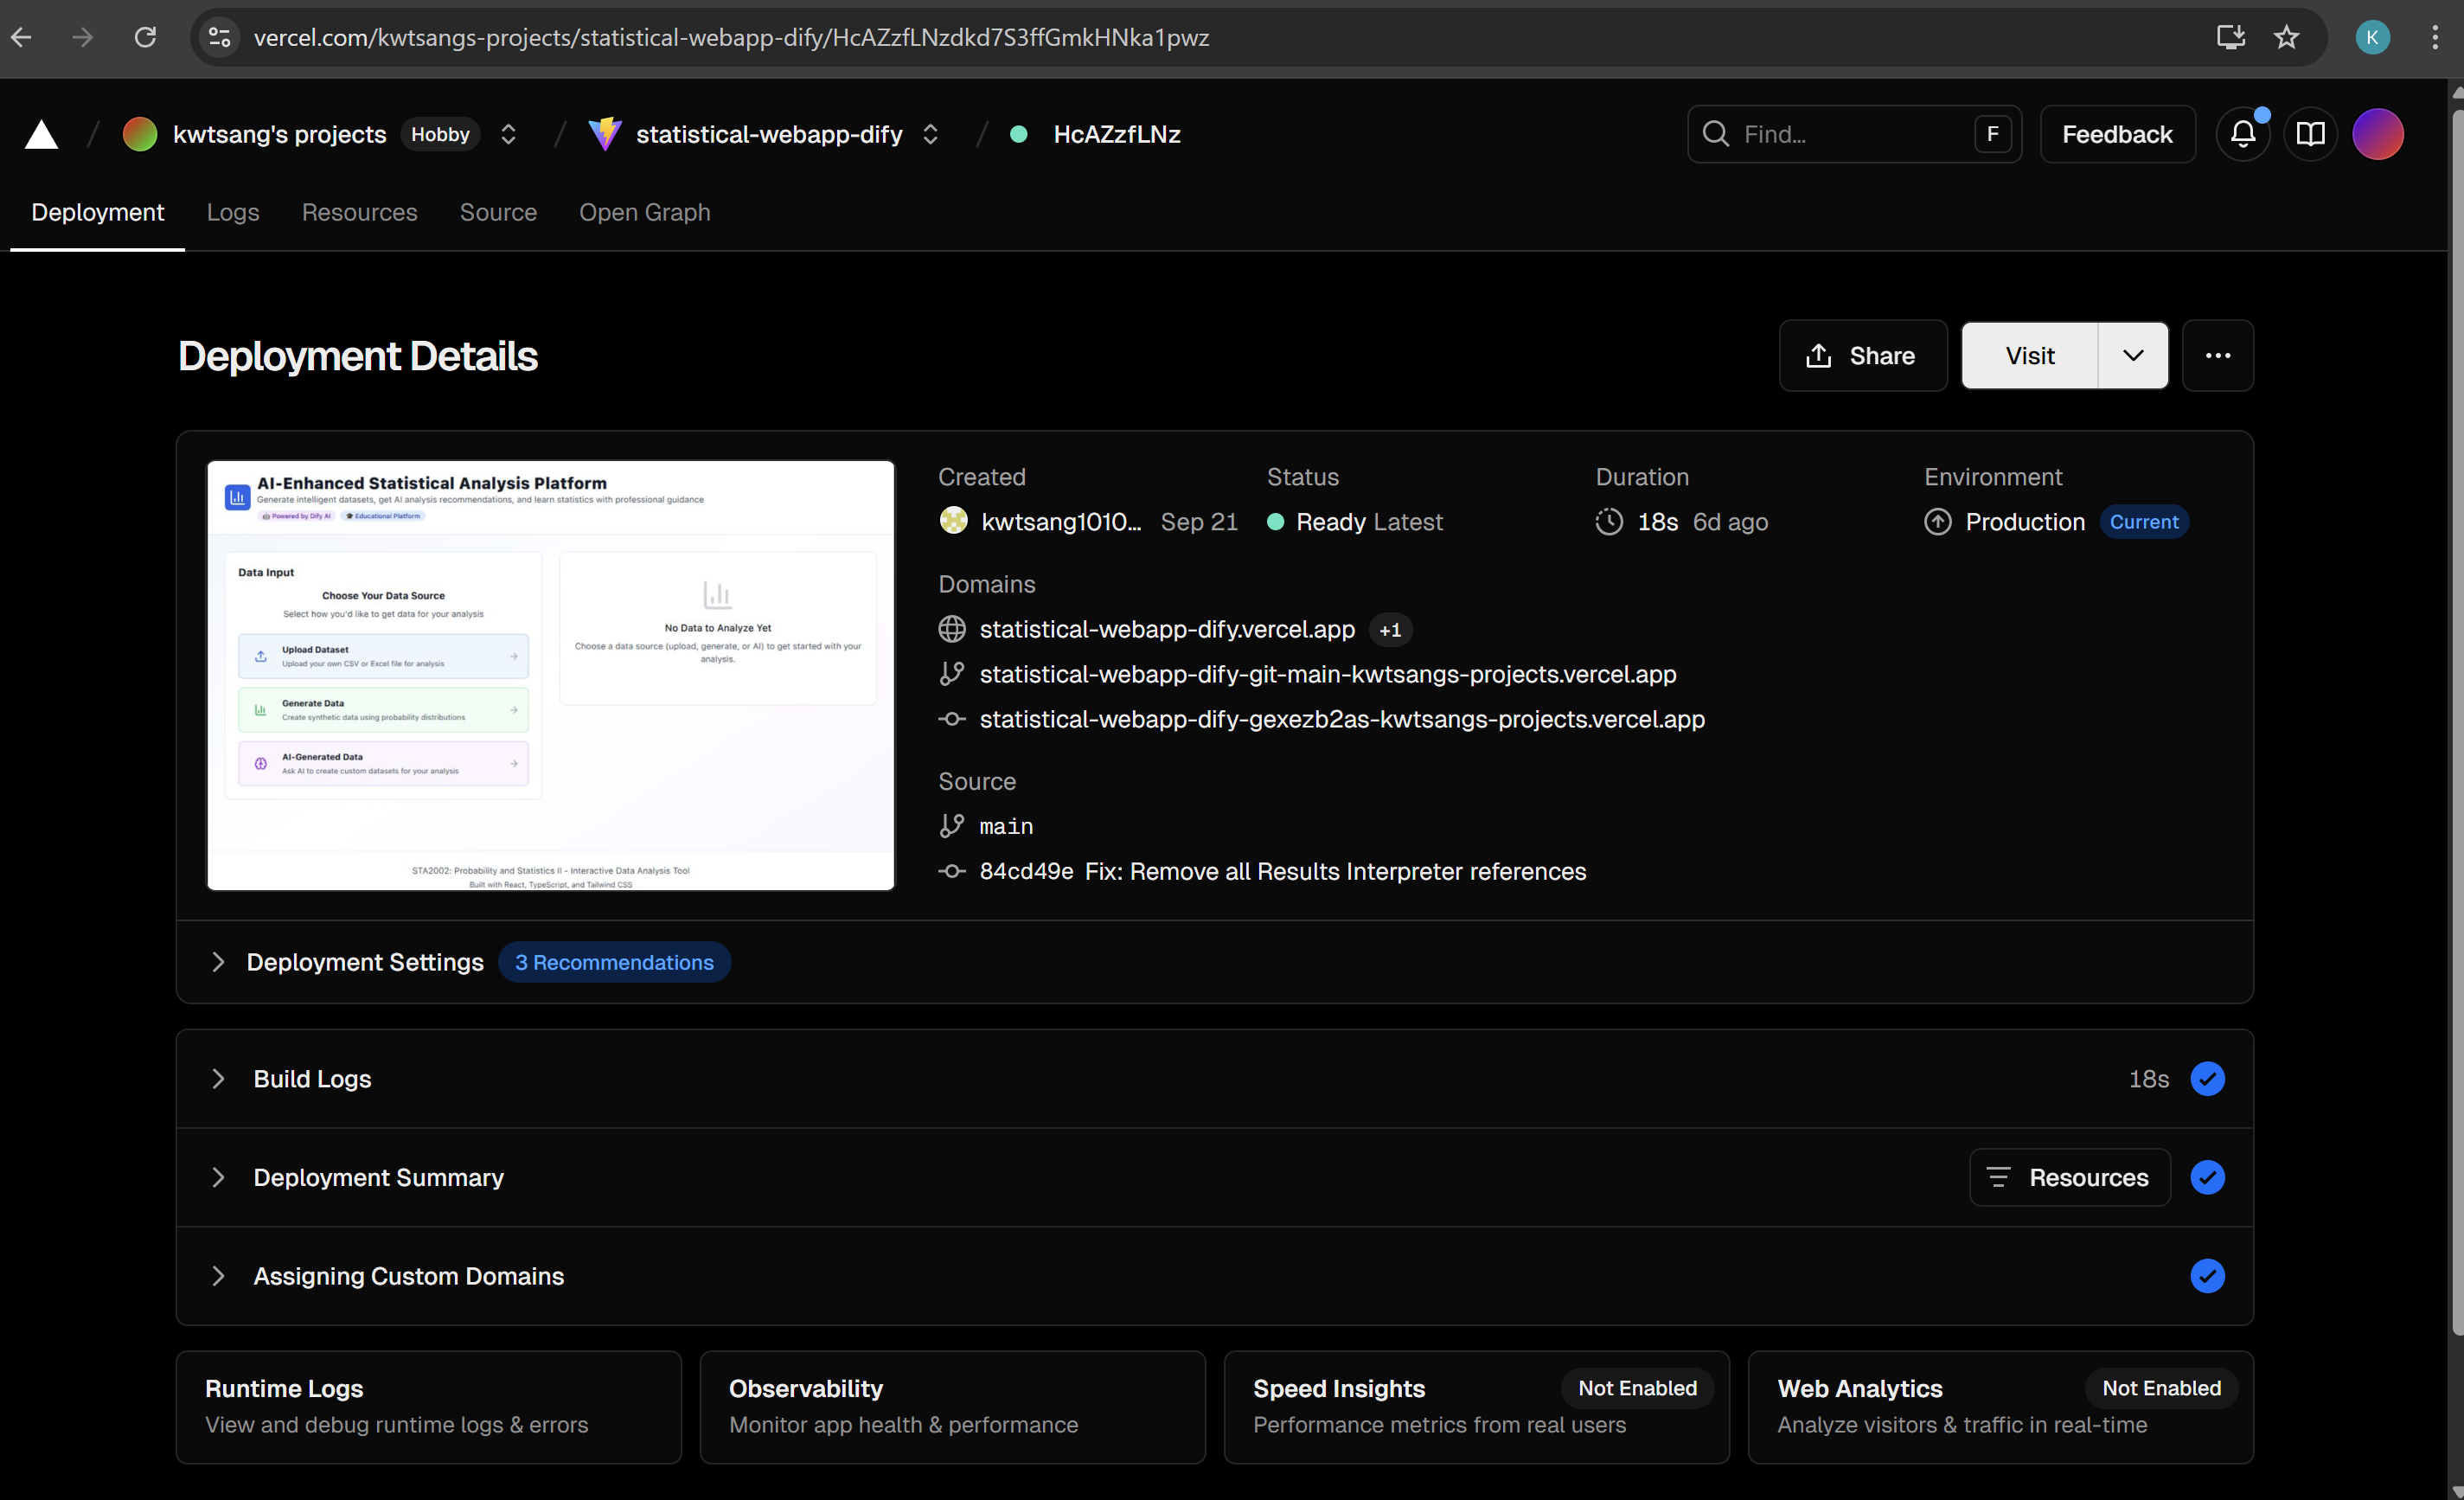 vercel.com/kwtsangs-projects/statistical-webapp-dify/HcAZzfLNzdkd7S3ffGmkHNka1pwz
K
kwtsang's projects Hobby
statistical-webapp-dify
HcAZzfLNz
Find...
F
Feedback
Deployment
Logs
Resources
Source
Open Graph
Deployment Details
Share
Visit
AI-Enhanced Statistical Analysis Platform
Generate intelligent datasets, get AI analysis recommendations, and learn statistics with professional guidance
Powered by Dify AI
Educational Platform
Data Input
Choose Your Data Source
Select how you'd like to get data for your analysis
Upload Dataset
Upload your own CSV or Excel file for analysis
Generate Data
Create synthetic data using probability distributions
AI-Generated Data
Ask AI to create custom datasets for your analysis
No Data to Analyze Yet
Choose a data source (upload, generate, or AI) to get started with your
analysis.
STA2002: Probability and Statistics II - Interactive Data Analysis Tool
Built with React, TypeScript, and Tailwind CSS
Created
kwtsang1010... Sep 21
Status
Ready Latest
Duration
18s 6d ago
Environment
Production Current
Domains
statistical-webapp-dify.vercel.app +1
statistical-webapp-dify-git-main-kwtsangs-projects.vercel.app
statistical-webapp-dify-gexezb2as-kwtsangs-projects.vercel.app
Source
main
84cd49e Fix: Remove all Results Interpreter references
Deployment Settings 3 Recommendations
Build Logs 18s
Deployment Summary Resources
Assigning Custom Domains
Runtime Logs
View and debug runtime logs & errors
Observability
Monitor app health & performance
Speed Insights Not Enabled
Performance metrics from real users
Web Analytics Not Enabled
Analyze visitors & traffic in real-time